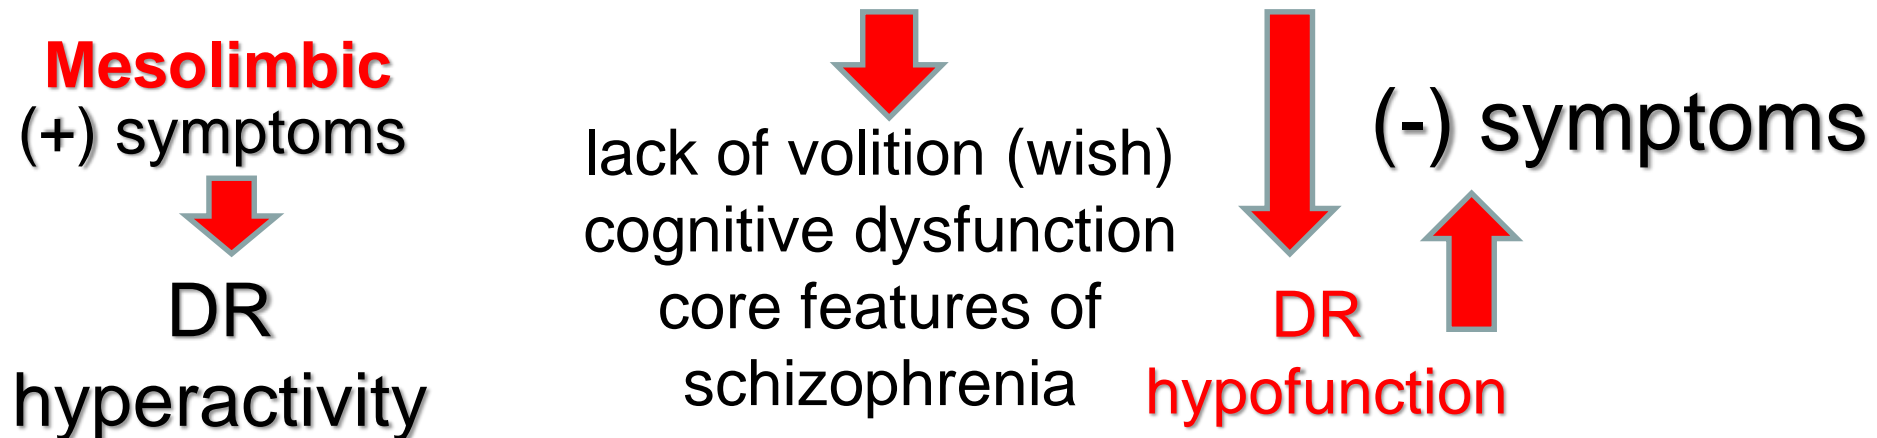 Mesolimbic
(+) symptoms
DR
hyperactivity
lack of volition (wish)
cognitive dysfunction
core features of
schizophrenia
DR
hypofunction
(-) symptoms